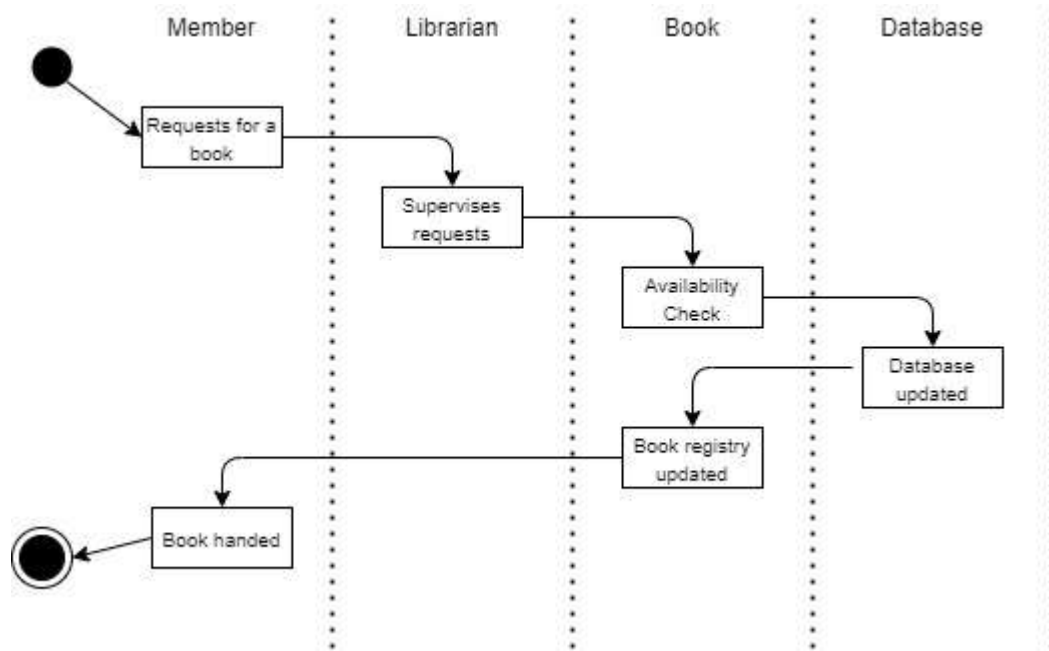 Member
Librarian
Book
Database
Requests for a
book
Supervises
requests
Availability
Check
Database
updated
Book registry
updated
Book handed